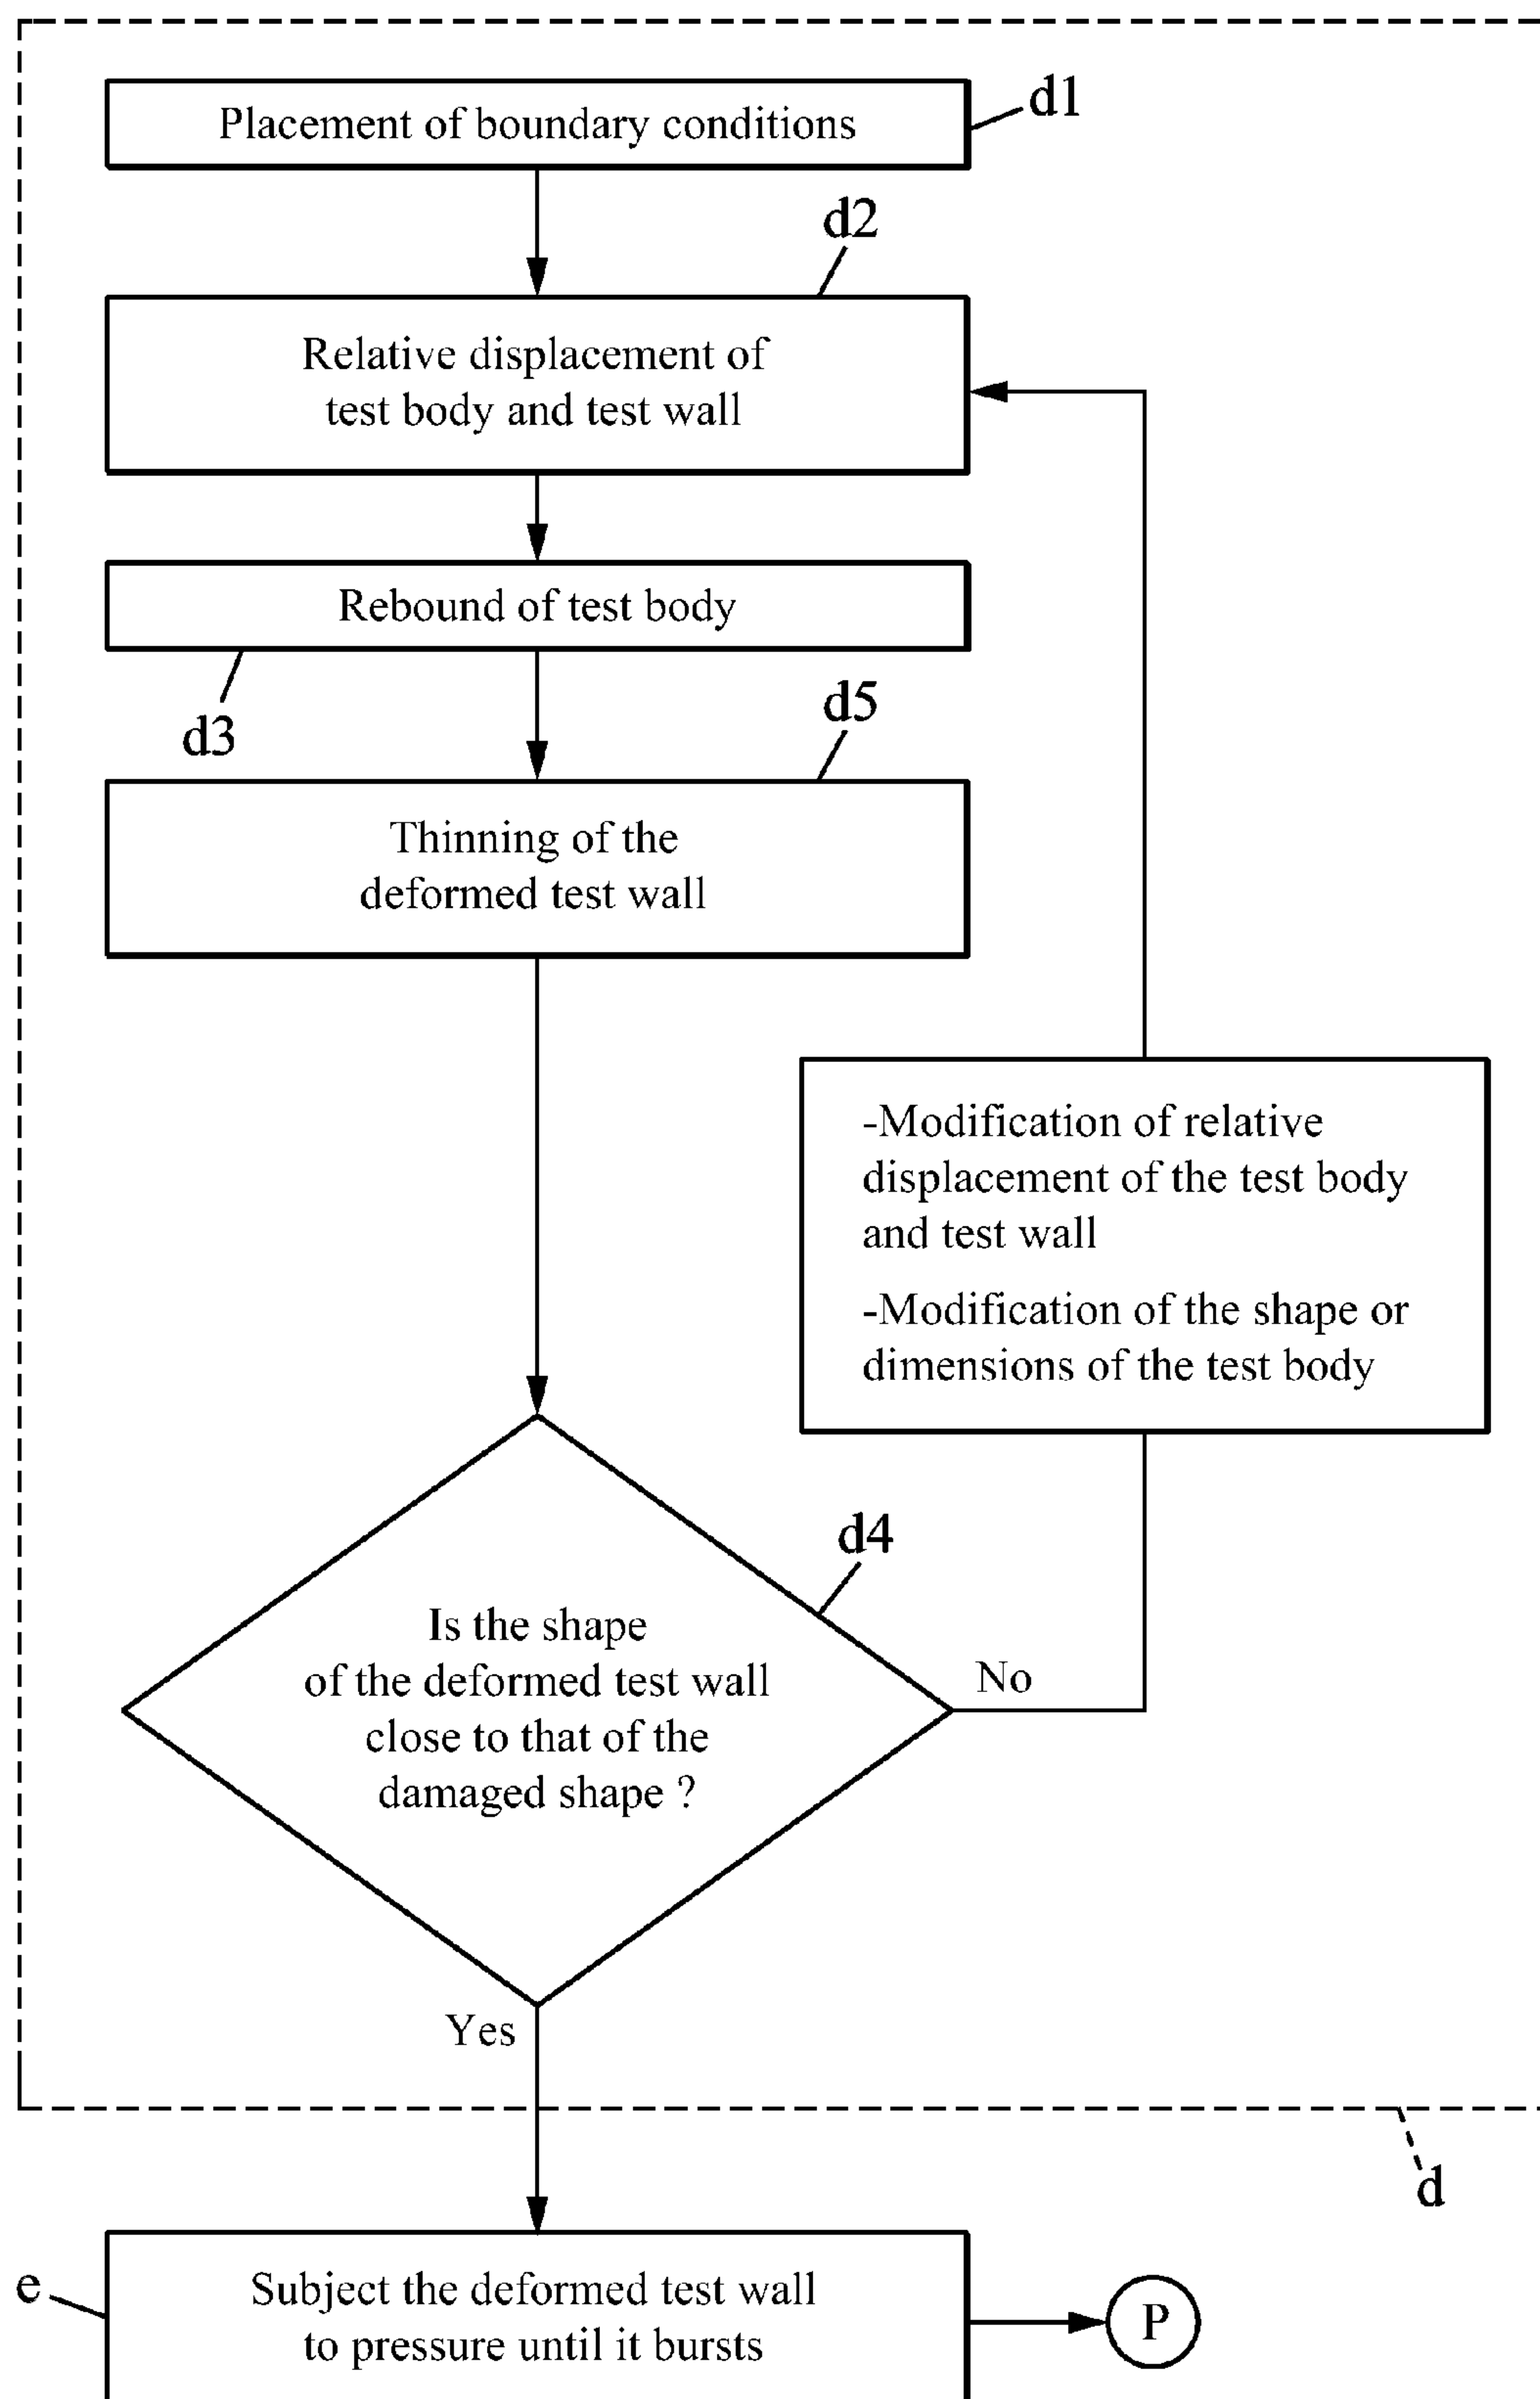 Placement of boundary conditions
d1
d2
Relative displacement of
test body and test wall
Rebound of test body
d3
d5
Thinning of the
deformed test wall
-Modification of relative
displacement of the test body
and test wall
-Modification of the shape or
dimensions of the test body
d4
Is the shape
of the deformed test wall
close to that of the
damaged shape ?
No
Yes
d
e
Subject the deformed test wall
to pressure until it bursts
P